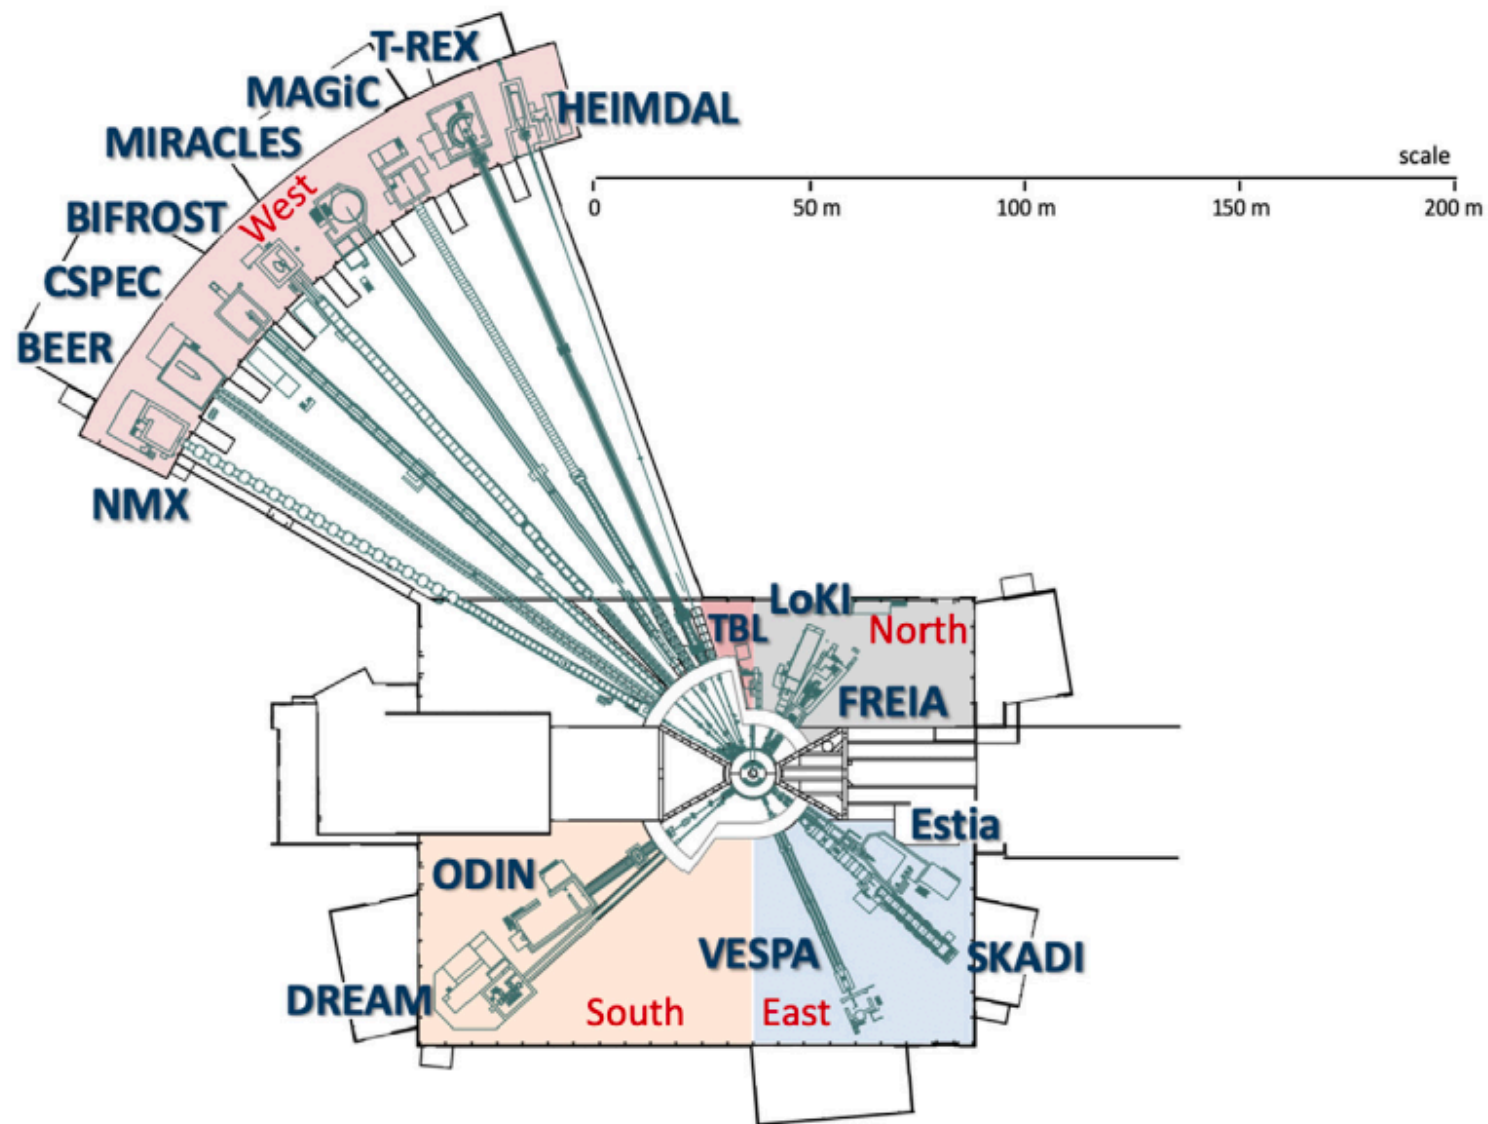 T-REX
MAGiC
HEIMDAL
MIRACLES
scale
West
0 50 m 100 m 150 m 200 m
BIFROST
CSPEC
BEER
NMX
LoKI
TBL
North
FREIA
Estia
ODIN
VESPA
SKADI
DREAM
South
East